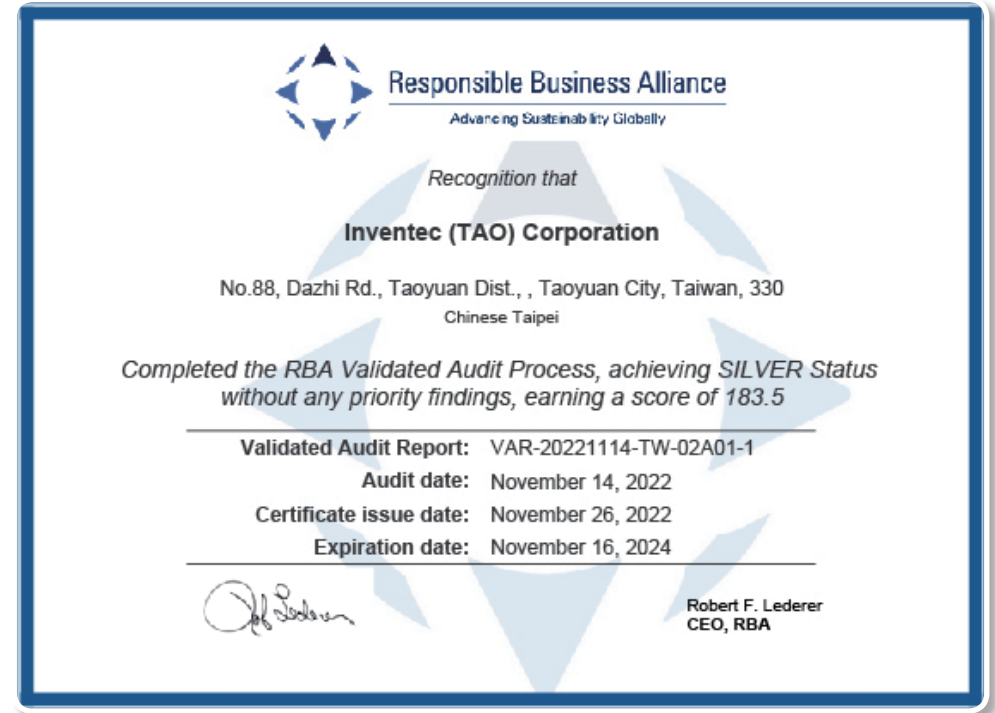 Responsible Business Alliance
Advancing Sustainability Globally
Recognition that
Inventec (TAO) Corporation
No.88, Dazhi Rd., Taoyuan Dist., , Taoyuan City, Taiwan, 330
Chinese Taipei
Completed the RBA Validated Audit Process, achieving SILVER Status
without any priority findings, earning a score of 183.5
Validated Audit Report: VAR-20221114-TW-02A01-1
Audit date: November 14, 2022
Certificate issue date: November 26, 2022
Expiration date: November 16, 2024
Robert F. Lederer
CEO, RBA